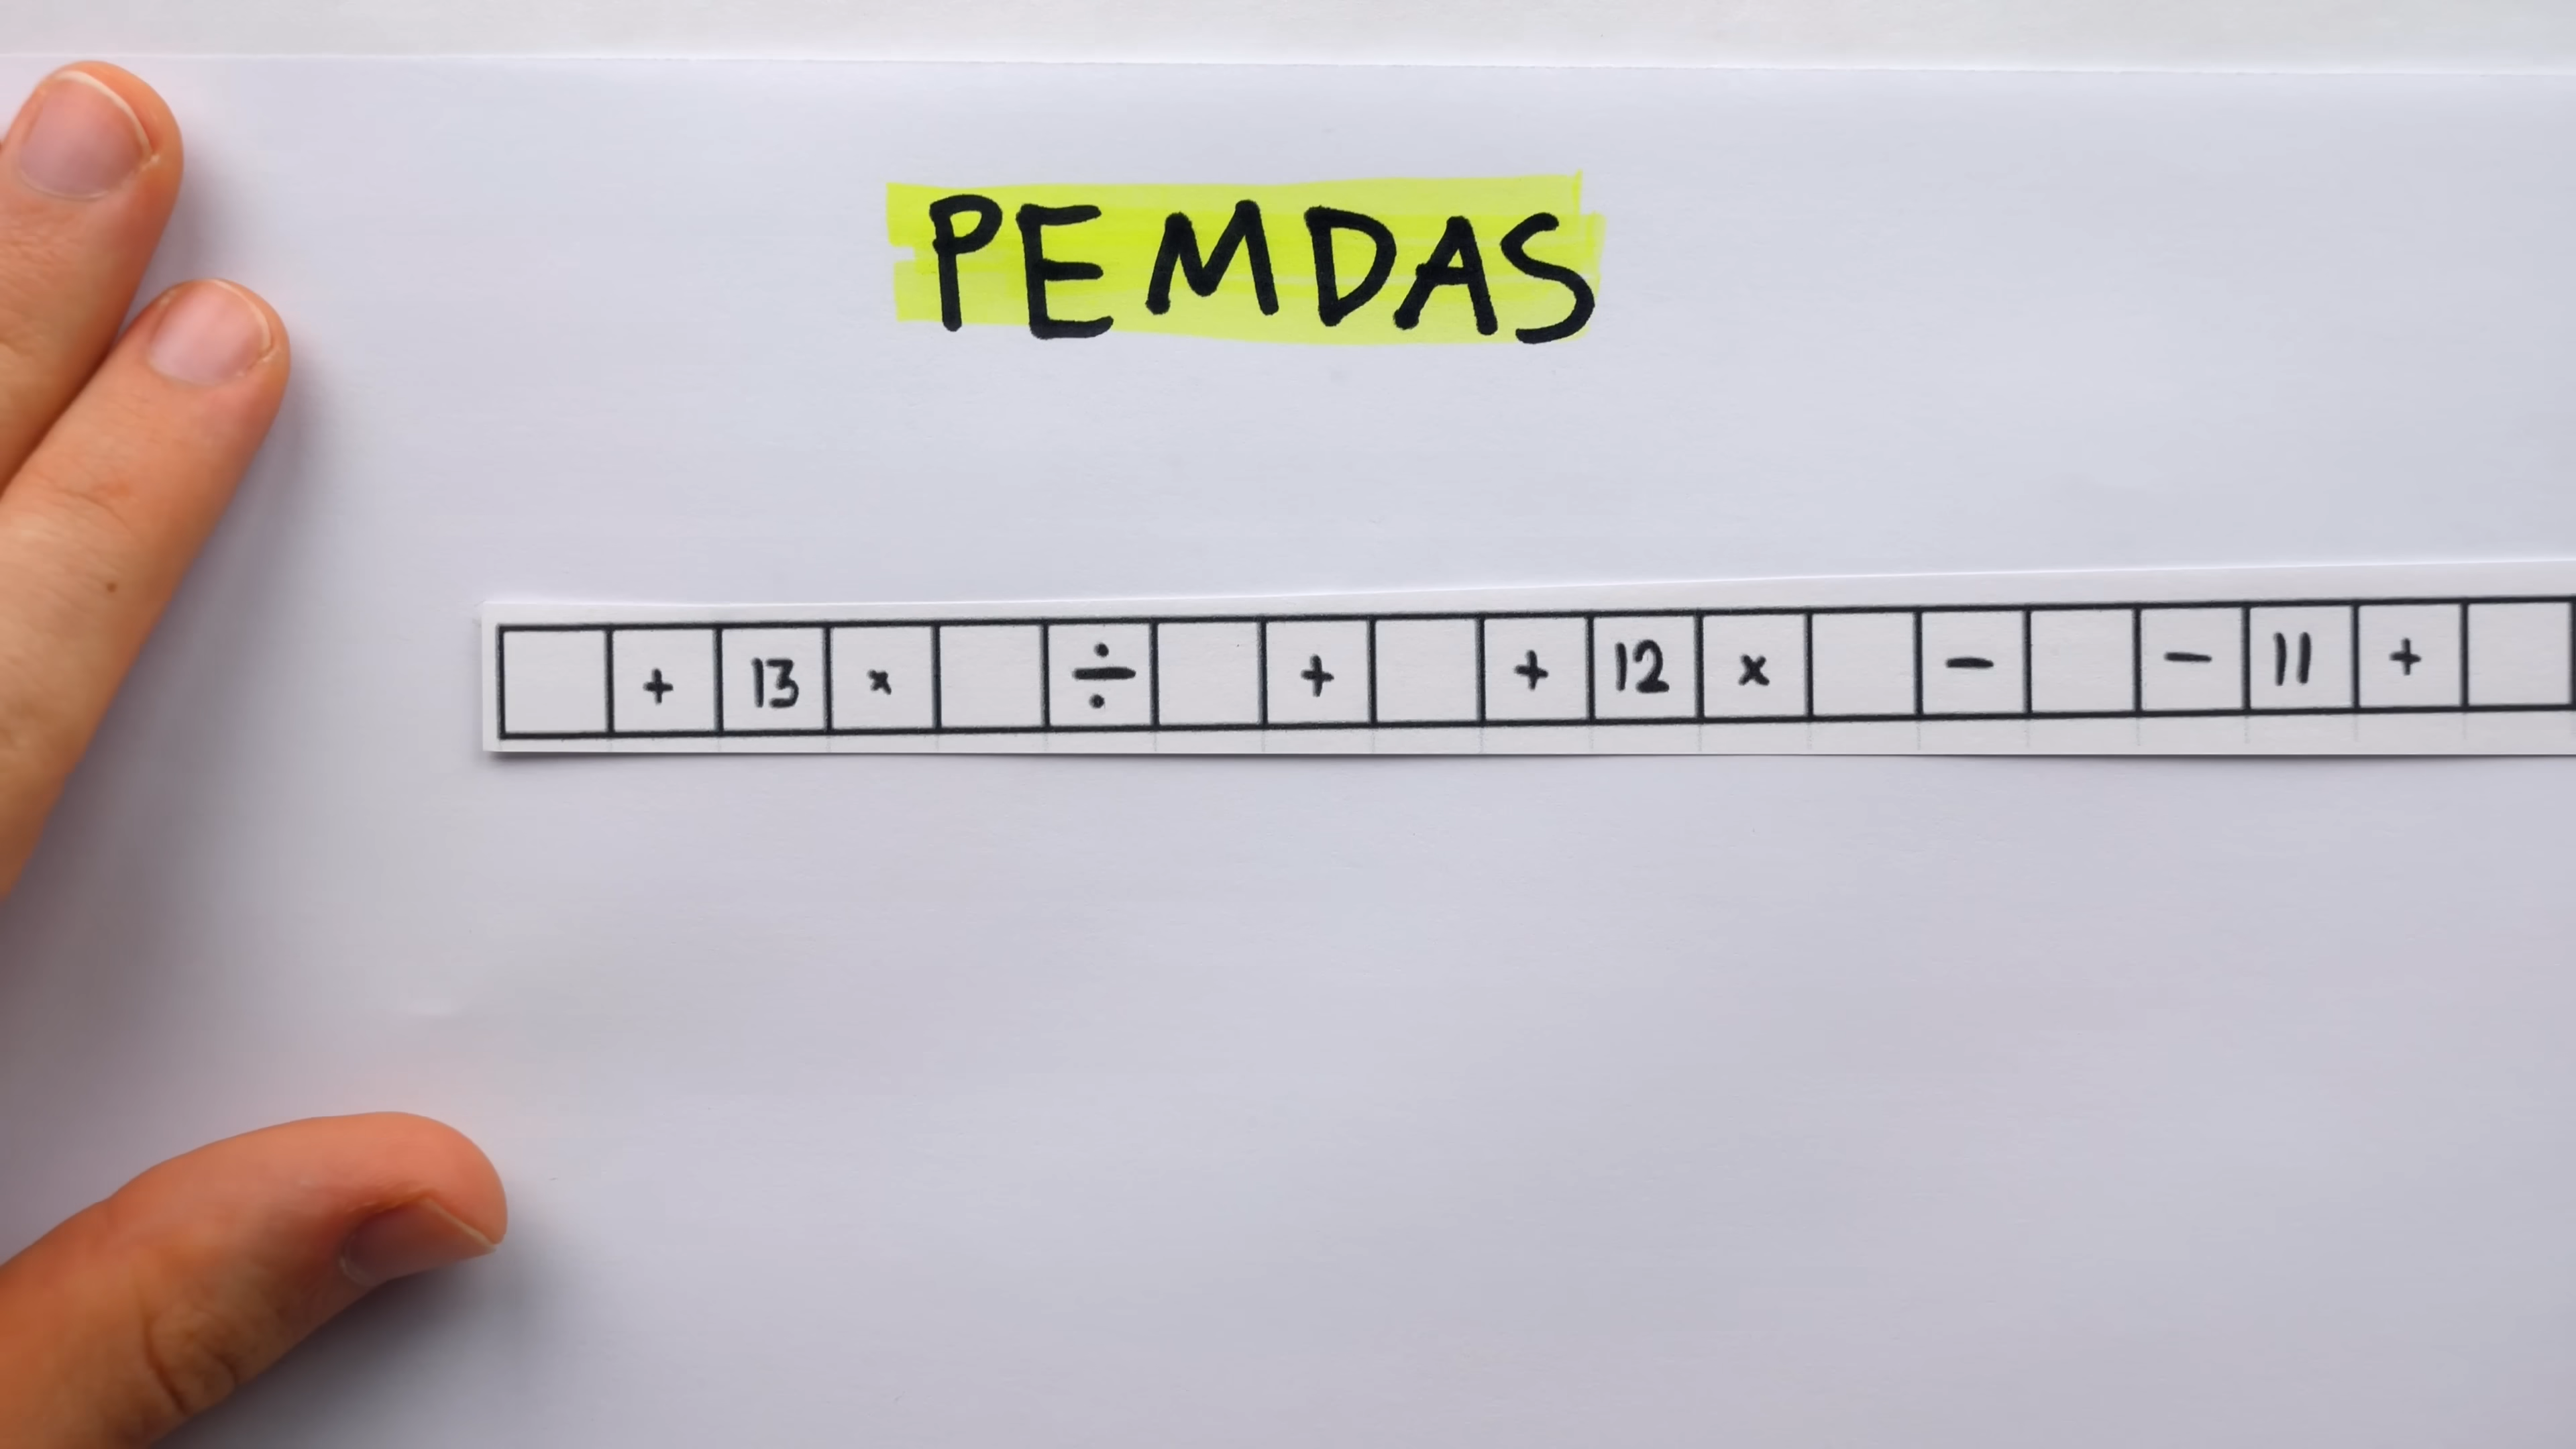 PEMDAS
+ 13 × ÷ + + 12 × − − 11 +